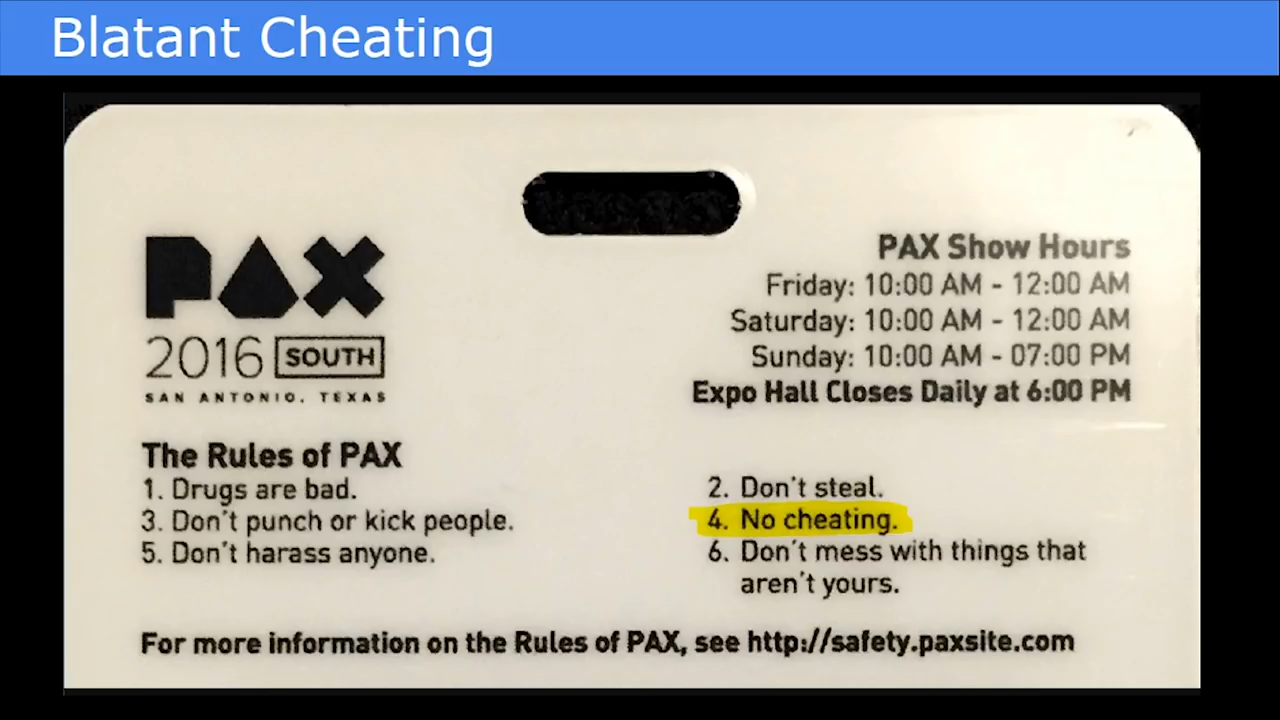 Blatant Cheating
PAX
2016 SOUTH
SAN ANTONIO, TEXAS
PAX Show Hours
Friday: 10:00 AM - 12:00 AM
Saturday: 10:00 AM - 12:00 AM
Sunday: 10:00 AM - 07:00 PM
Expo Hall Closes Daily at 6:00 PM
The Rules of PAX
1. Drugs are bad.
2. Don't steal.
3. Don't punch or kick people.
4. No cheating.
5. Don't harass anyone.
6. Don't mess with things that
aren't yours.
For more information on the Rules of PAX, see http://safety.paxsite.com